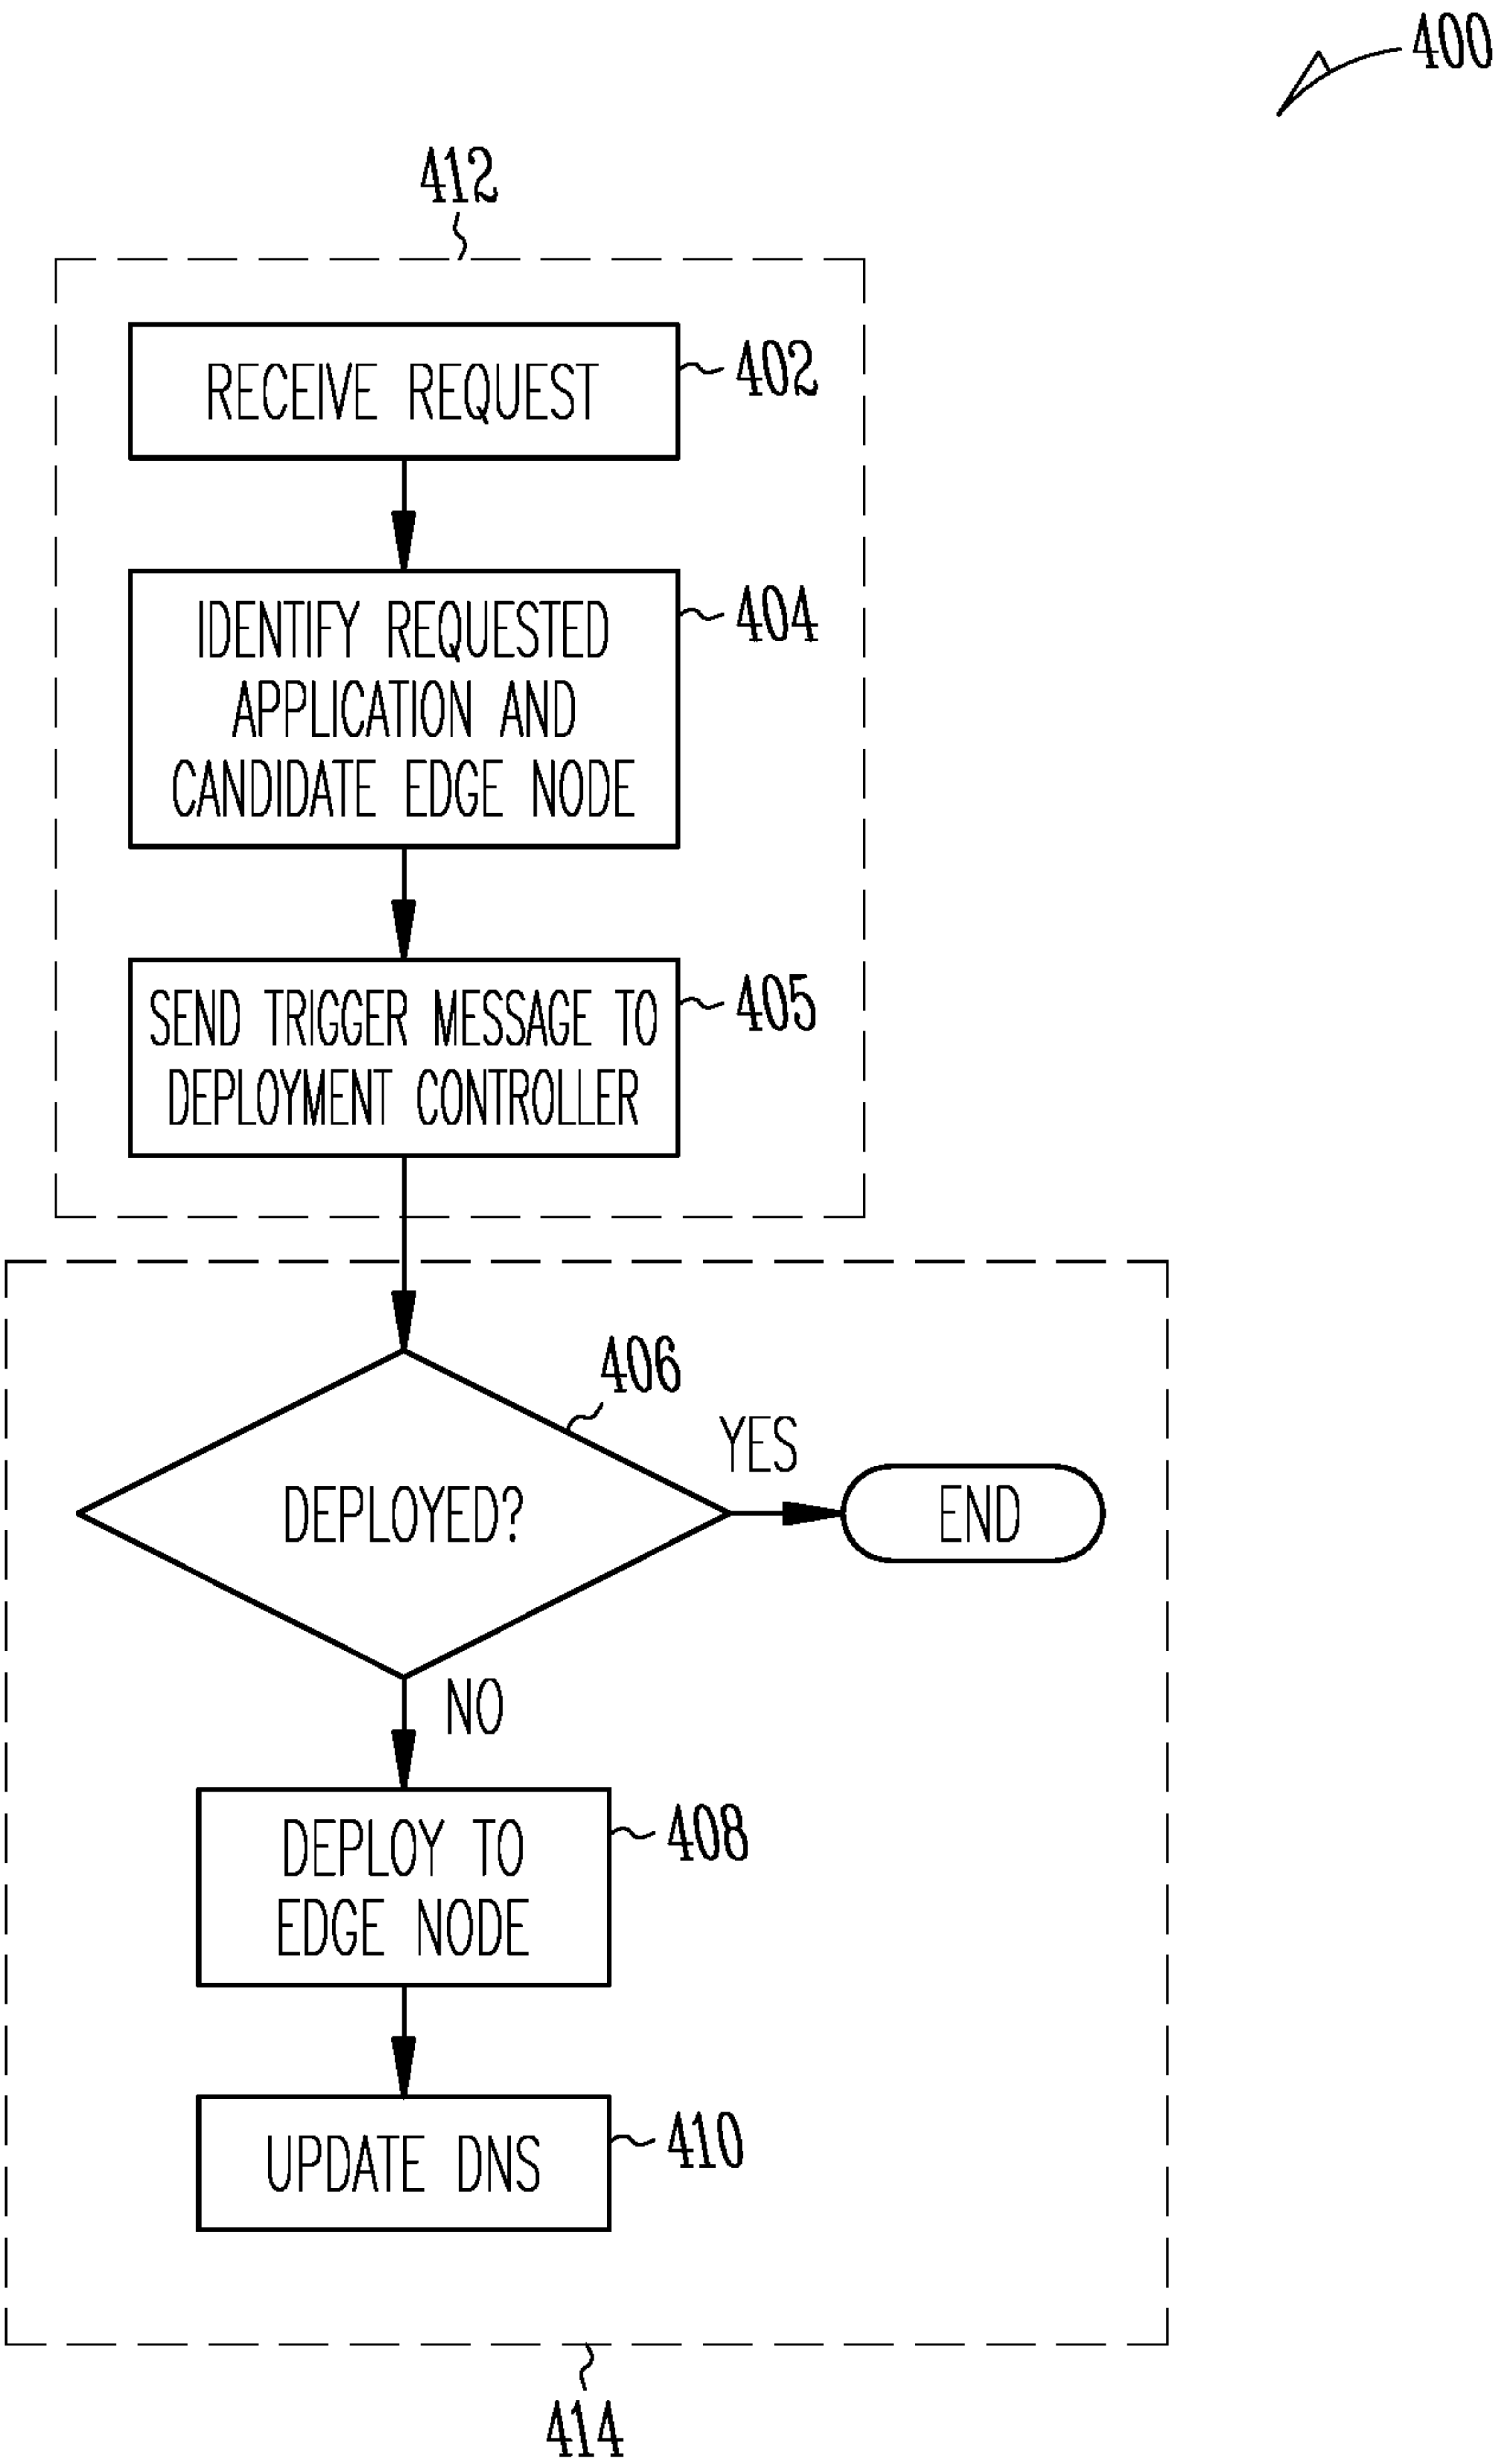 400
412
RECEIVE REQUEST
402
IDENTIFY REQUESTED
APPLICATION AND
CANDIDATE EDGE NODE
404
SEND TRIGGER MESSAGE TO
DEPLOYMENT CONTROLLER
405
406
DEPLOYED?
YES
END
NO
DEPLOY TO
EDGE NODE
408
UPDATE DNS
410
414